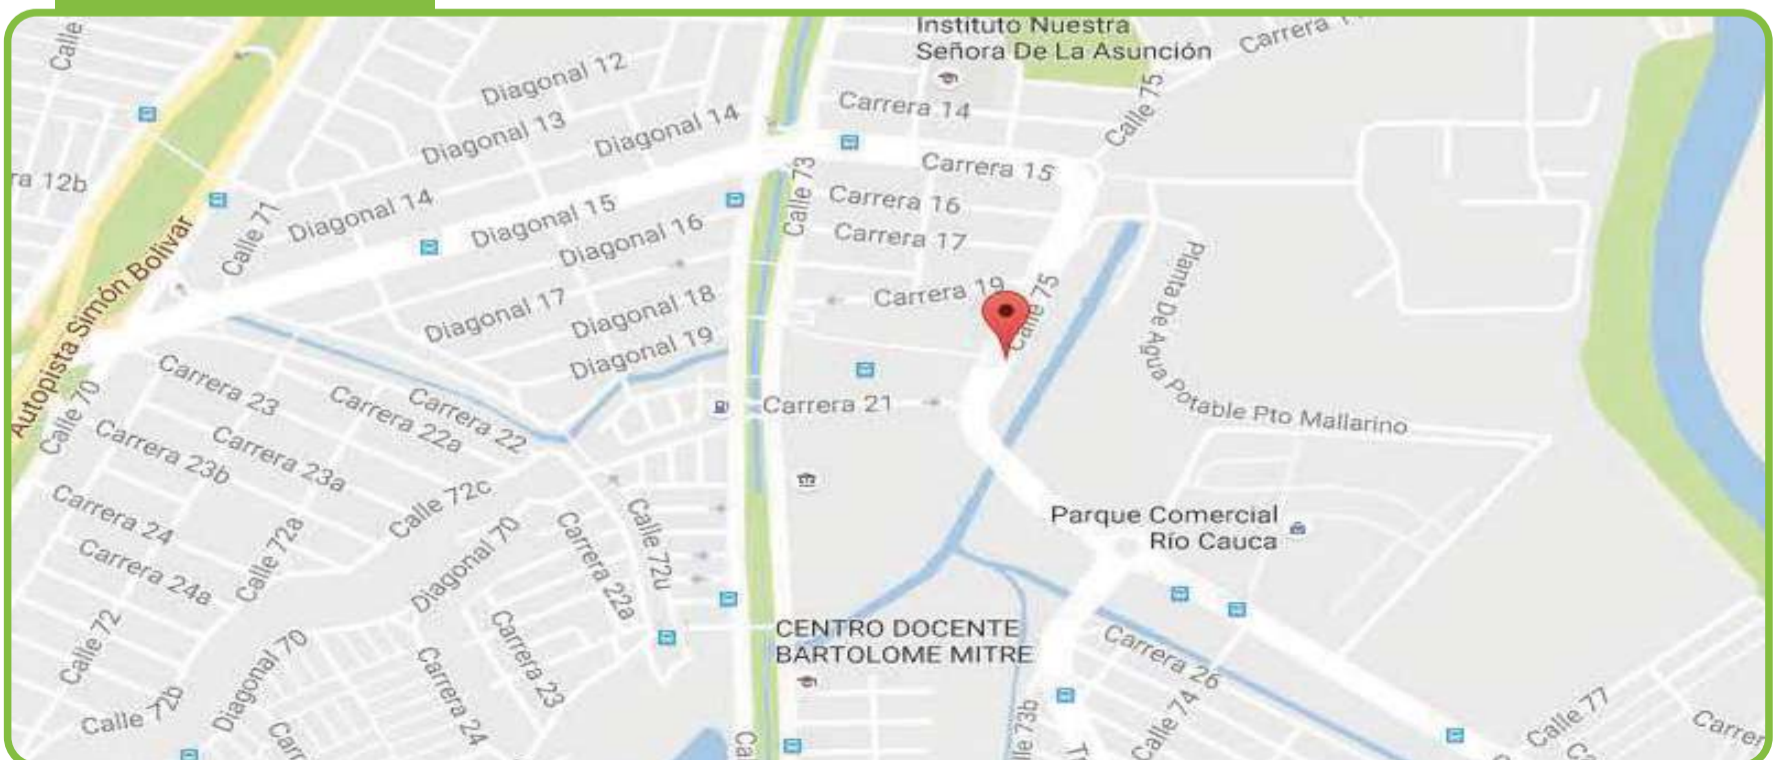 Instituto Nuestra
Señora De La Asunción
Calle
Carrera
Diagonal 12
Carrera 14
Calle 75
Diagonal 13
Diagonal 14
Carrera 15
ra 12b
Calle 73
Carrera 16
Diagonal 14
Diagonal 15
Calle 71
Diagonal 16
Carrera 17
Autopista Simón Bolivar
Planta De Agua Potable Pto Mallarino
Carrera 19
Calle 75
Diagonal 17
Diagonal 18
Diagonal 19
Carrera 23
Carrera 22
Carrera 22a
Carrera 21
Calle 70
Carrera 23b
Carrera 23a
Calle 72c
Carrera 24
Calle 72a
Diagonal 70
Carrera 22a
Calle 72u
Parque Comercial
Río Cauca
Carrera 24a
Calle 72
Carrera 23
CENTRO DOCENTE
BARTOLOME MITRE
Carrera 26
Diagonal 70
Carrera 24
Calle 72b
Carr
Ca
lle 73b
Calle 74
Calle 77
Carrer